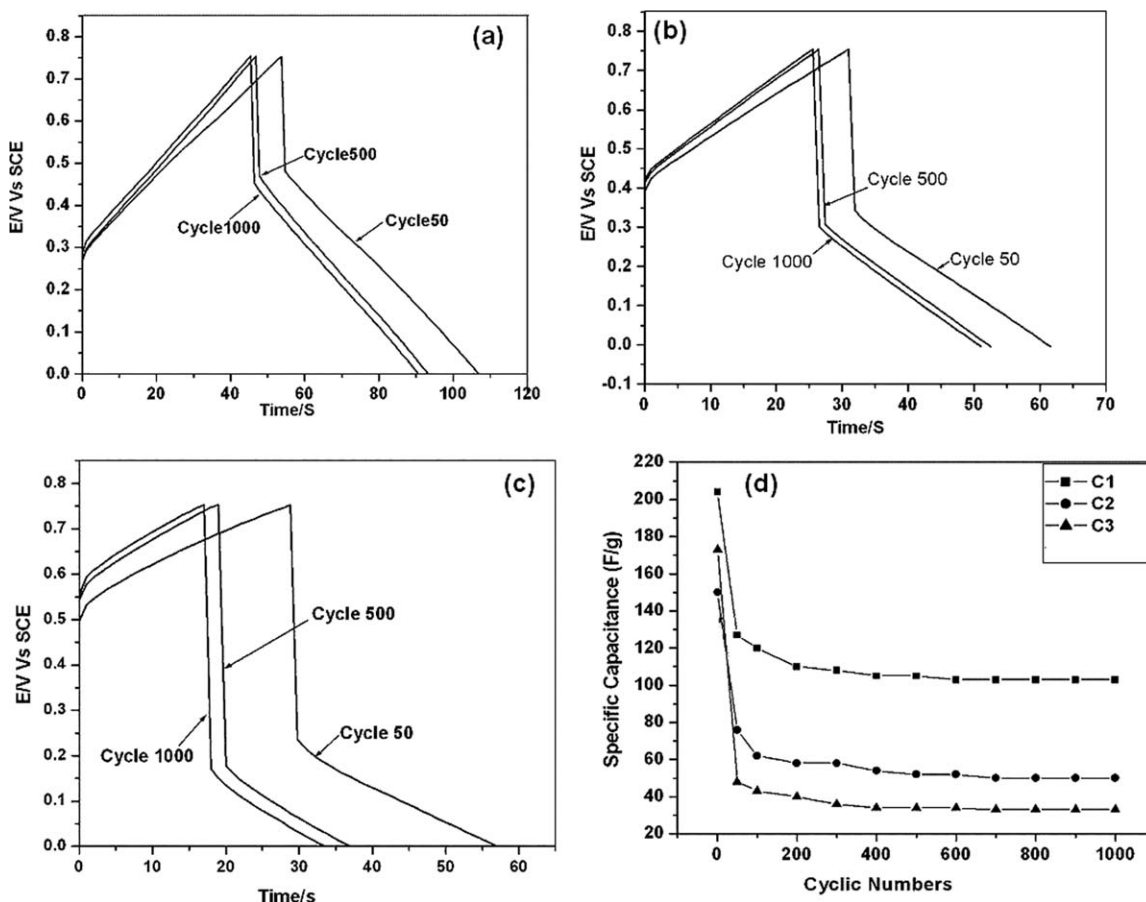 (a)
E/V Vs SCE
0.8
0.7
0.6
0.5
0.4
0.3
0.2
0.1
0.0
Cycle500
Cycle1000
Cycle50
0 20 40 60 80 100 120
Time/S
(b)
E/V Vs SCE
0.8
0.7
0.6
0.5
0.4
0.3
0.2
0.1
0.0
-0.1
Cycle 500
Cycle 1000
Cycle 50
0 10 20 30 40 50 60 70
Time/S
(c)
E/V Vs SCE
0.8
0.7
0.6
0.5
0.4
0.3
0.2
0.1
0.0
Cycle 500
Cycle 1000
Cycle 50
0 10 20 30 40 50 60
Time/s
(d)
Specific Capacitance (F/g)
220
200
180
160
140
120
100
80
60
40
20
C1
C2
C3
0 200 400 600 800 1000
Cyclic Numbers